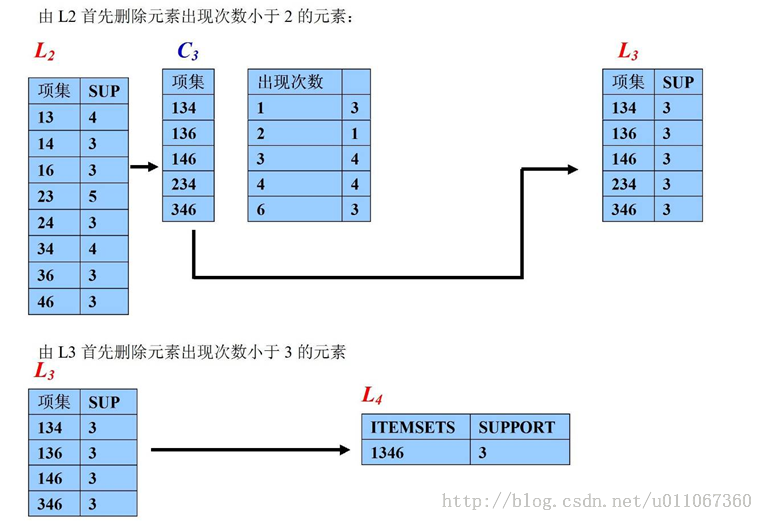 由 L2 首先删除元素出现次数小于 2 的元素：
L2 C3 L3
项集 SUP
13 4
14 3
16 3
23 5
24 3
34 4
36 3
46 3
项集
134
136
146
234
346
出现次数
1 3
2 1
3 4
4 4
6 3
项集 SUP
134 3
136 3
146 3
234 3
346 3
由 L3 首先删除元素出现次数小于 3 的元素
L3
项集 SUP
134 3
136 3
146 3
346 3
L4
ITEMSETS SUPPORT
1346 3
http://blog.csdn.net/u011067360